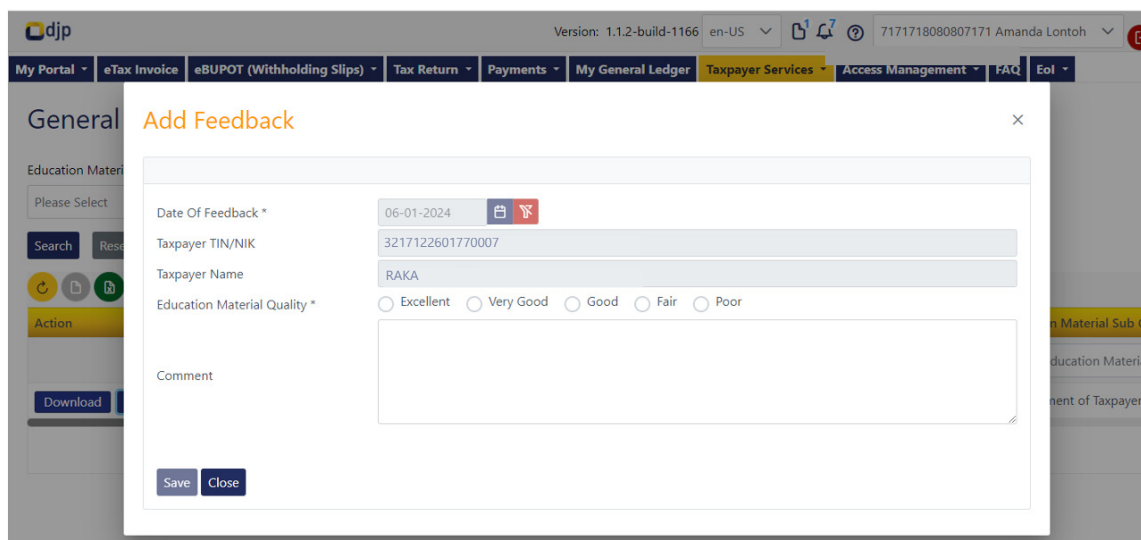 djp Version: 1.1.2-build-1166 en-US 1 7 7171718080807171 Amanda Lontoh
My Portal eTax Invoice eBUPOT (Withholding Slips) Tax Return Payments My General Ledger Taxpayer Services Access Management FAQ EoI
General Add Feedback
Education Materi
Please Select
Date Of Feedback * 06-01-2024
Search Rese Taxpayer TIN/NIK 3217122601770007
Taxpayer Name RAKA
Education Material Quality * Excellent Very Good Good Fair Poor
Action n Material Sub
ducation Materi
Comment
Download ment of Taxpayer
Save Close